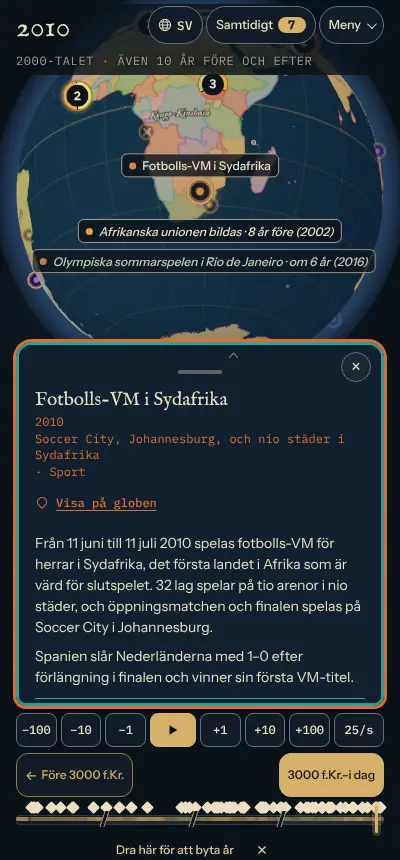 2010
SV
Samtidigt 7
Meny
2000-TALET · ÄVEN 10 ÅR FÖRE OCH EFTER
2
3
Kongo-Kinshasa
Fotbolls-VM i Sydafrika
Afrikanska unionen bildas · 8 år före (2002)
Olympiska sommarspelen i Rio de Janeiro · om 6 år (2016)
Fotbolls-VM i Sydafrika
2010
Soccer City, Johannesburg, och nio städer i
Sydafrika
· Sport
Visa på globen
Från 11 juni till 11 juli 2010 spelas fotbolls-VM för
herrar i Sydafrika, det första landet i Afrika som är
värd för slutspelet. 32 lag spelar på tio arenor i nio
städer, och öppningsmatchen och finalen spelas på
Soccer City i Johannesburg.
Spanien slår Nederländerna med 1–0 efter
förlängning i finalen och vinner sin första VM-titel.
−100 −10 −1 +1 +10 +100 25/s
← Före 3000 f.Kr.
3000 f.Kr.–i dag
Dra här för att byta år ✕